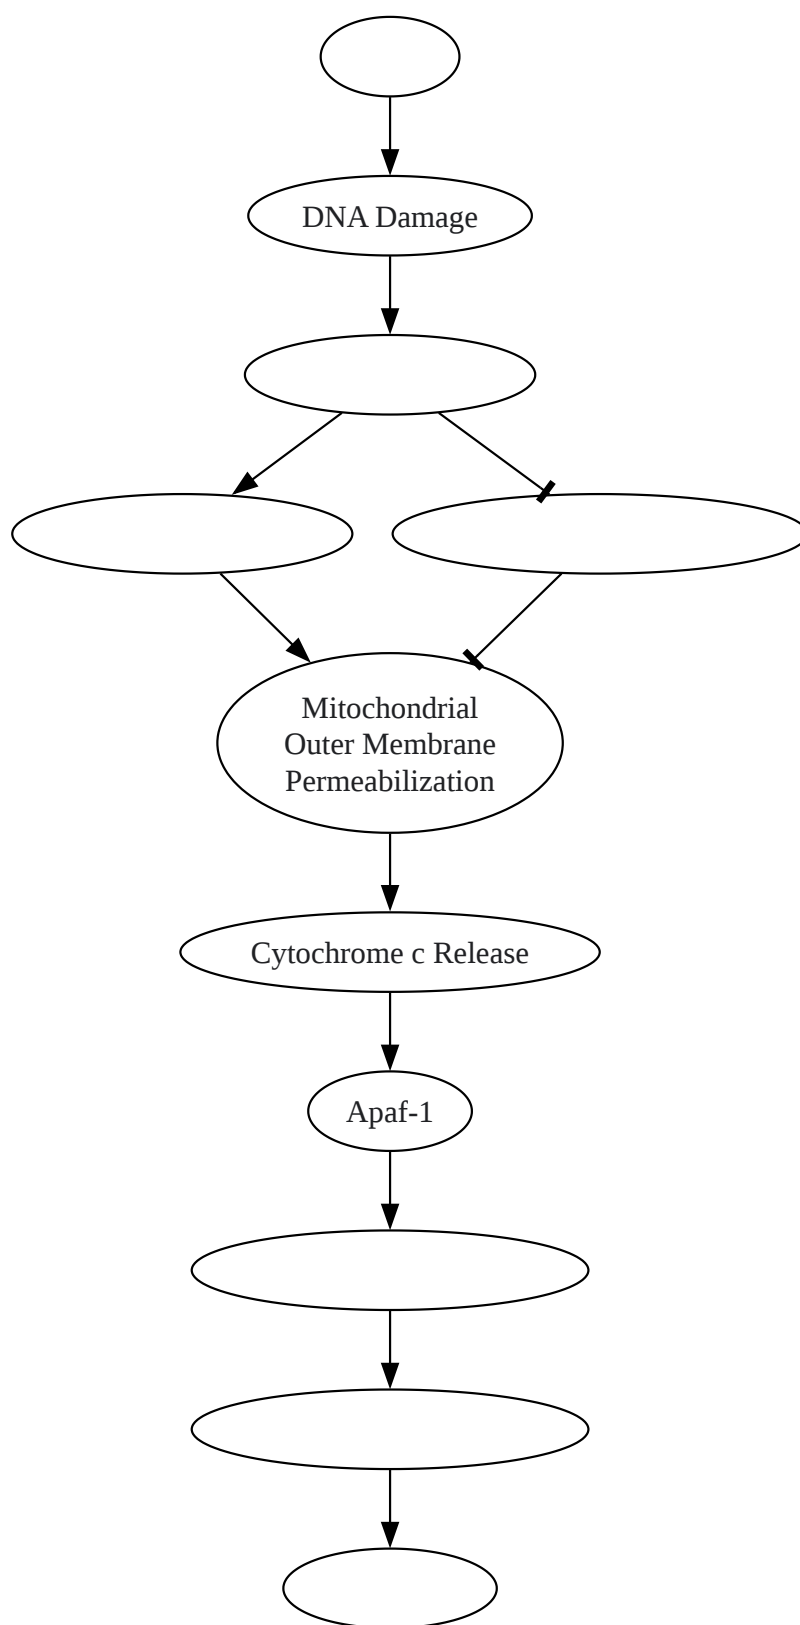 DNA Damage
Mitochondrial
Outer Membrane
Permeabilization
Cytochrome c Release
Apaf-1